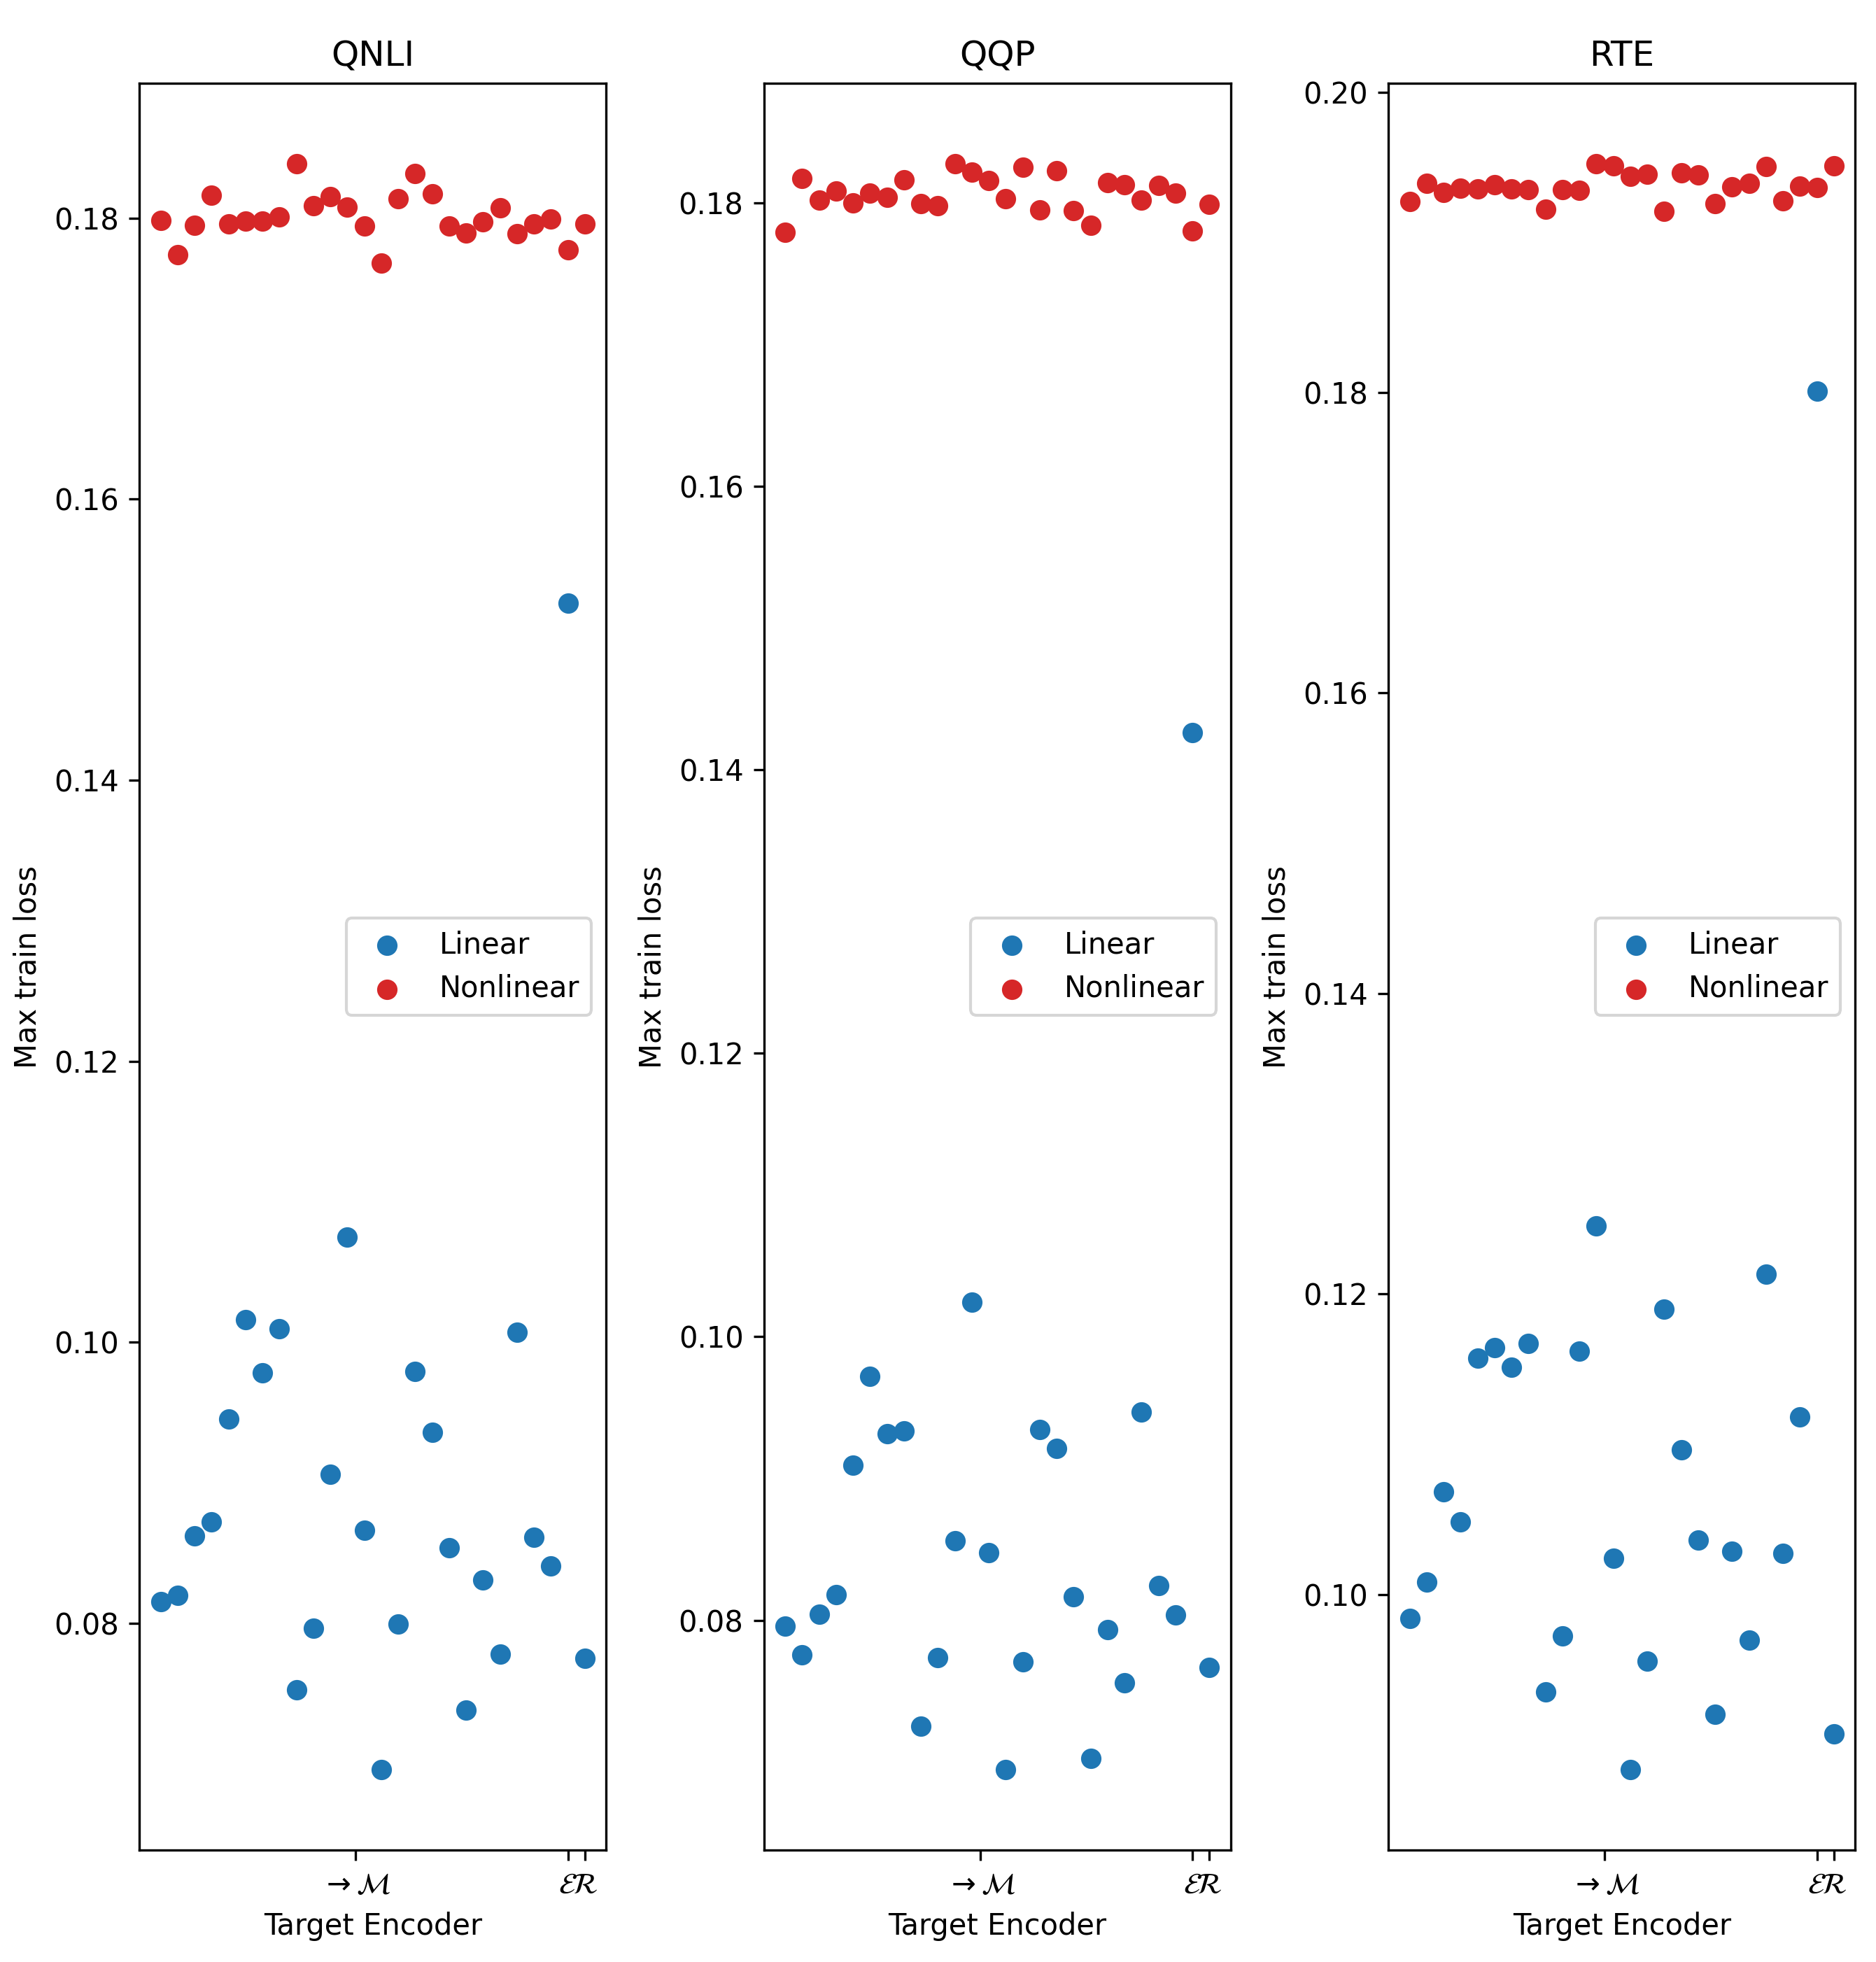 QNLI
0.18
0.16
0.14
0.12
0.10
0.08
Max train loss
Linear
Nonlinear
→ℳ
ℰℛ
Target Encoder
QQP
0.18
0.16
0.14
0.12
0.10
0.08
Max train loss
Linear
Nonlinear
→ℳ
ℰℛ
Target Encoder
RTE
0.20
0.18
0.16
0.14
0.12
0.10
Max train loss
Linear
Nonlinear
→ℳ
ℰℛ
Target Encoder